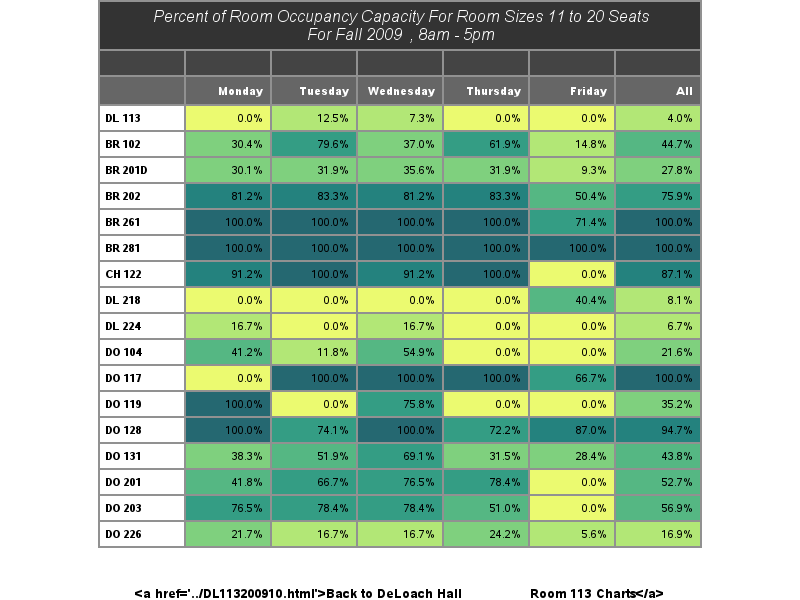 Percent of Room Occupancy Capacity For Room Sizes 11 to 20 Seats
For Fall 2009 , 8am - 5pm
Monday Tuesday Wednesday Thursday Friday All
DL 113 0.0% 12.5% 7.3% 0.0% 0.0% 4.0%
BR 102 30.4% 79.6% 37.0% 61.9% 14.8% 44.7%
BR 201D 30.1% 31.9% 35.6% 31.9% 9.3% 27.8%
BR 202 81.2% 83.3% 81.2% 83.3% 50.4% 75.9%
BR 261 100.0% 100.0% 100.0% 100.0% 71.4% 100.0%
BR 281 100.0% 100.0% 100.0% 100.0% 100.0% 100.0%
CH 122 91.2% 100.0% 91.2% 100.0% 0.0% 87.1%
DL 218 0.0% 0.0% 0.0% 0.0% 40.4% 8.1%
DL 224 16.7% 0.0% 16.7% 0.0% 0.0% 6.7%
DO 104 41.2% 11.8% 54.9% 0.0% 0.0% 21.6%
DO 117 0.0% 100.0% 100.0% 100.0% 66.7% 100.0%
DO 119 100.0% 0.0% 75.8% 0.0% 0.0% 35.2%
DO 128 100.0% 74.1% 100.0% 72.2% 87.0% 94.7%
DO 131 38.3% 51.9% 69.1% 31.5% 28.4% 43.8%
DO 201 41.8% 66.7% 76.5% 78.4% 0.0% 52.7%
DO 203 76.5% 78.4% 78.4% 51.0% 0.0% 56.9%
DO 226 21.7% 16.7% 16.7% 24.2% 5.6% 16.9%
<a href='../DL113200910.html'>Back to DeLoach Hall Room 113 Charts</a>